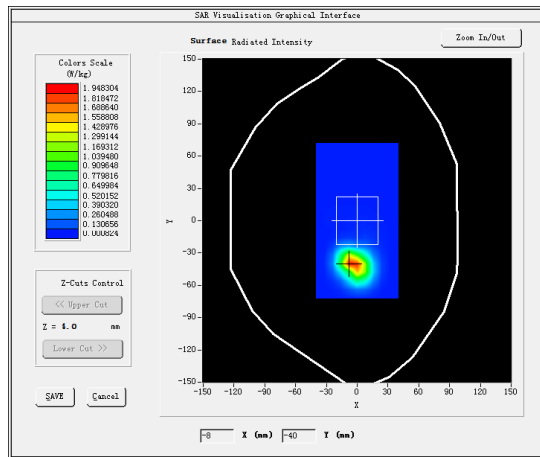 SAR Visualisation Graphical Interface
Surface Radiated Intensity
Zoom In/Out
Colors Scale
(W/kg)
1.948304
1.818472
1.688640
1.558808
1.428976
1.299144
1.169312
1.039480
0.909648
0.779816
0.649984
0.520152
0.390320
0.260488
0.130656
0.000824
Z-Cuts Control
<< Upper Cut
Z = 4.0 mm
Lower Cut >>
SAVE
Cancel
150
120
90
60
30
0
-30
-60
-90
-120
-150
Y
-150 -120 -90 -60 -30 0 30 60 90 120 150
X
-8 X (mm) -40 Y (mm)